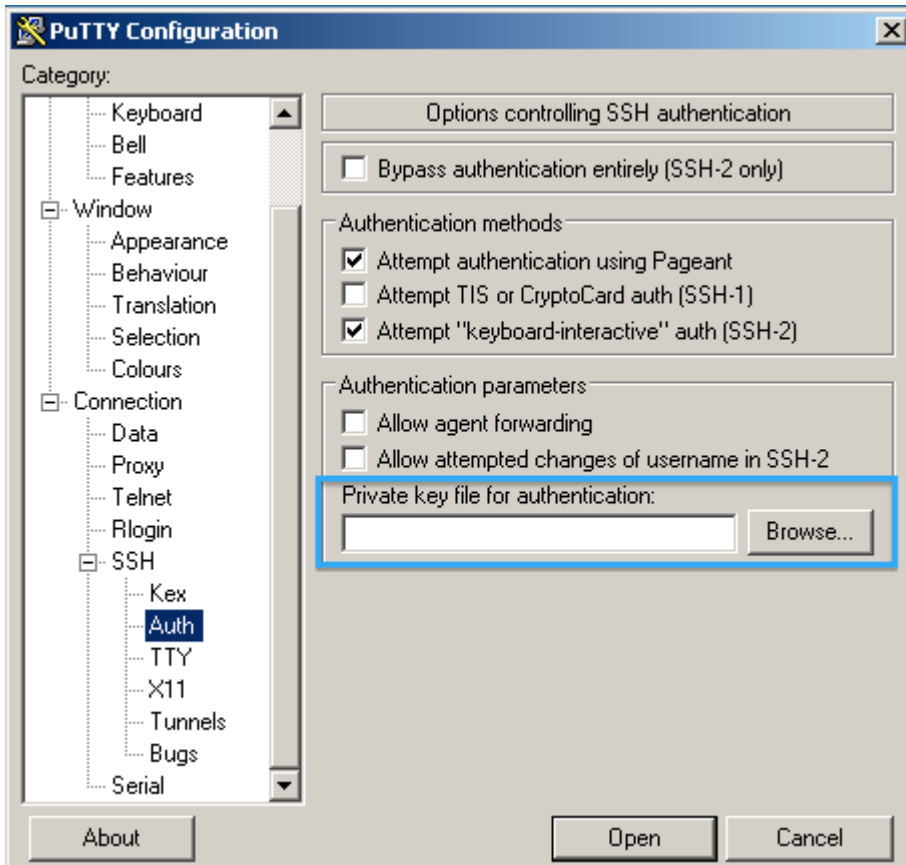 PuTTY Configuration
Category:
Keyboard
Bell
Features
Window
Appearance
Behaviour
Translation
Selection
Colours
Connection
Data
Proxy
Telnet
Rlogin
SSH
Kex
Auth
TTY
X11
Tunnels
Bugs
Serial
Options controlling SSH authentication
Bypass authentication entirely (SSH-2 only)
Authentication methods
Attempt authentication using Pageant
Attempt TIS or CryptoCard auth (SSH-1)
Attempt "keyboard-interactive" auth (SSH-2)
Authentication parameters
Allow agent forwarding
Allow attempted changes of username in SSH-2
Private key file for authentication:
Browse...
About
Open
Cancel